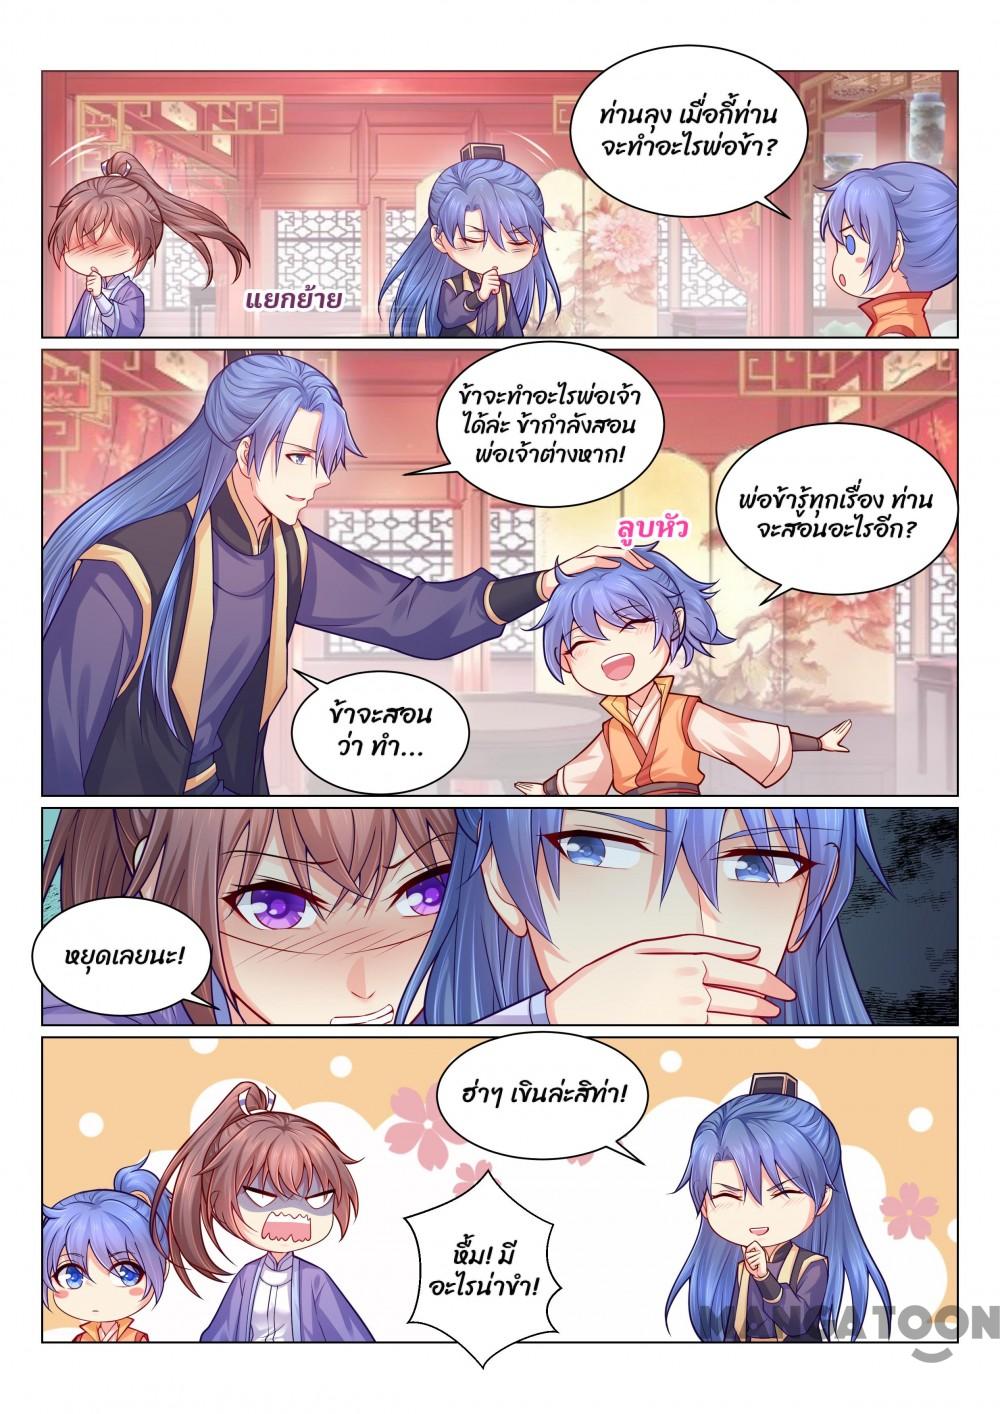 ท่านลุง เมื่อกี้ท่าน
จะทำอะไรพ่อข้า?
แยกย้าย
ข้าจะทำอะไรพ่อเจ้า
ได้ล่ะ ข้ากำลังสอน
พ่อเจ้าต่างหาก!
พ่อข้ารู้ทุกเรื่อง ท่าน
จะสอนอะไรอีก?
ลูบหัว
ข้าจะสอน
ว่า ทำ...
หยุดเลยนะ!
ฮ่าๆ เขินล่ะสิท่า!
หื้ม! มี
อะไรน่าขำ!
MANGATOON